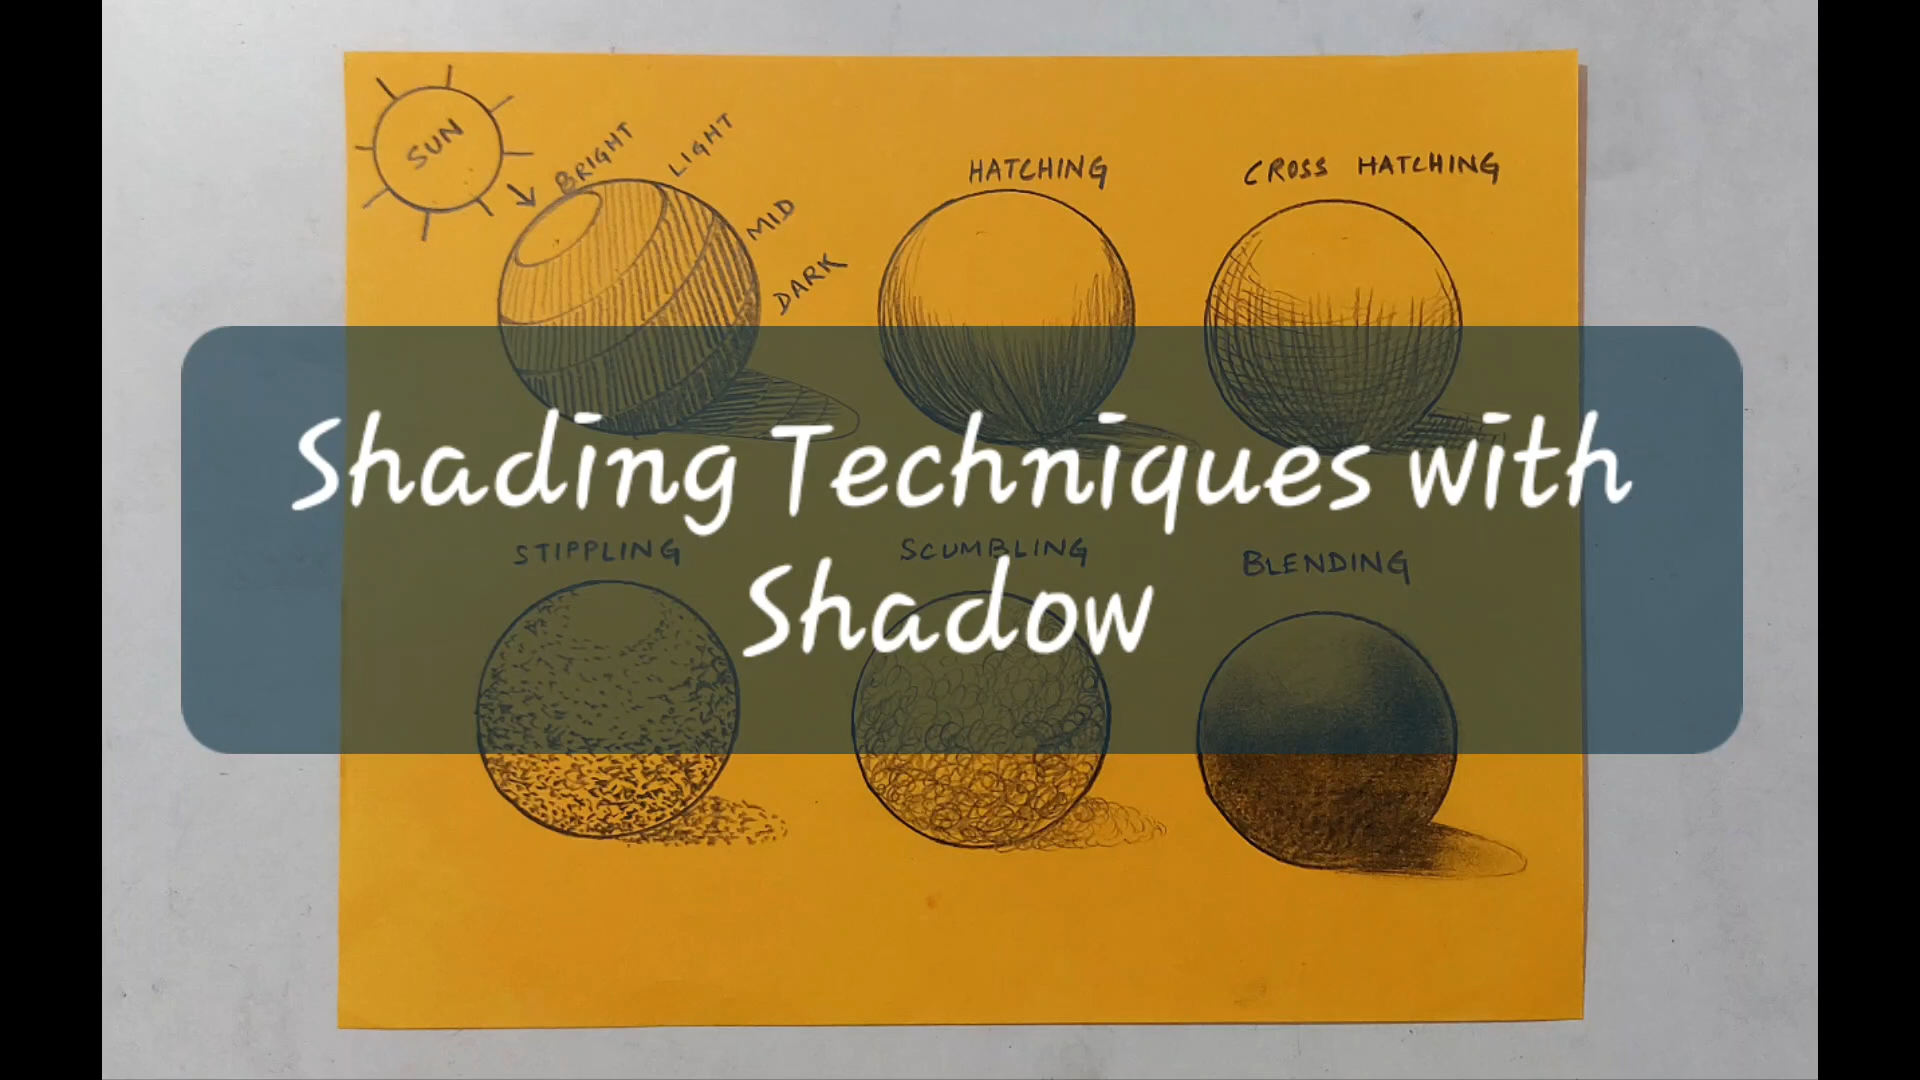 SUN
BRIGHT
LIGHT
MID
DARK
HATCHING
CROSS HATCHING
Shading Techniques with
Shadow
STIPPLING
SCUMBLING
BLENDING